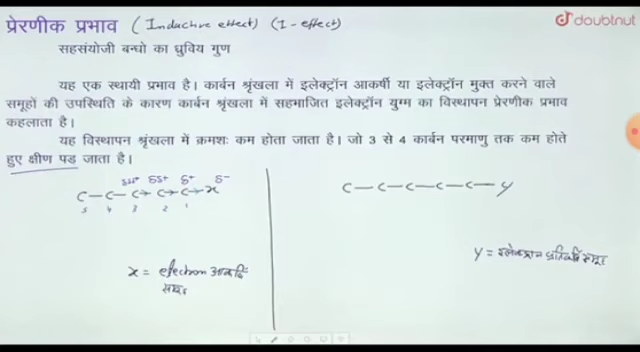 प्रेरणीक प्रभाव (Inductive effect) (I-effect)
doubtnut
सहसंयोजी बन्धो का ध्रुविय गुण
यह एक स्थायी प्रभाव है। कार्बन श्रृंखला में इलेक्ट्रॉन आकर्षी या इलेक्ट्रॉन मुक्त करने वाले
समूहों की उपस्थिति के कारण कार्बन श्रृंखला में सहभाजित इलेक्ट्रॉन युग्म का विस्थापन प्रेरणीक प्रभाव
कहलाता है।
यह विस्थापन श्रृंखला में क्रमशः कम होता जाता है। जो 3 से 4 कार्बन परमाणु तक कम होते
हुए क्षीण पड जाता है।
δδδ+ δδ+ δ+ δ-
C-C-C→C→C→X
5 4 3 2 1
C-C-C-C-C-Y
X = electron आकर्षि
समूह
Y = इलेक्ट्रान प्रतिकर्षि समूह